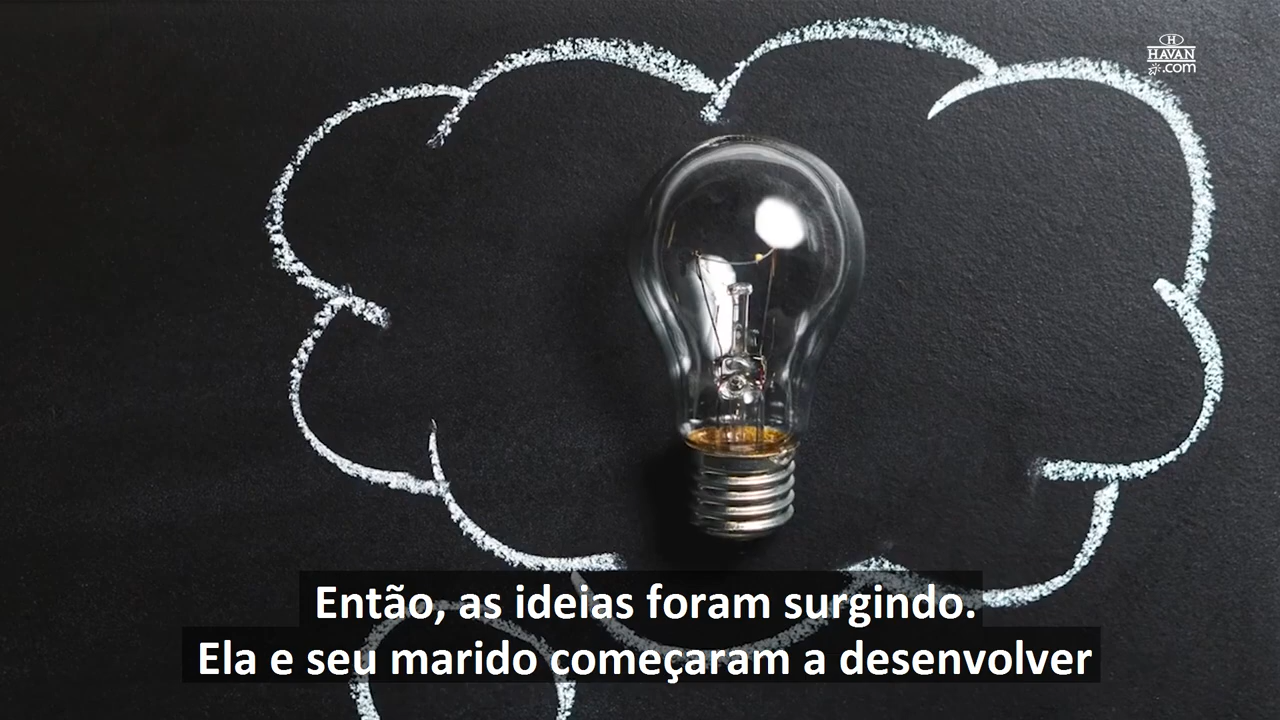 HAVAN
.com
Então, as ideias foram surgindo.
Ela e seu marido começaram a desenvolver